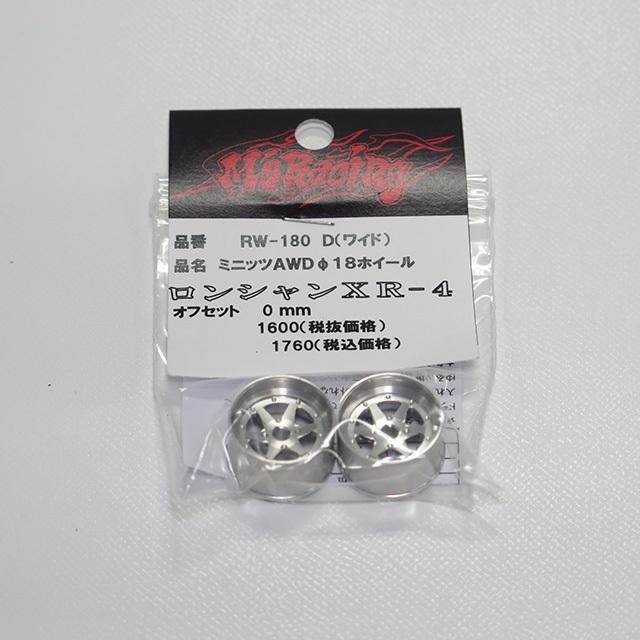 M's Racing
品番 RW-180 D(ワイド)
品名 ミニッツAWDφ18ホイール
ロンシャンXR-4
オフセット 0mm
1600(税抜価格)
1760(税込価格)